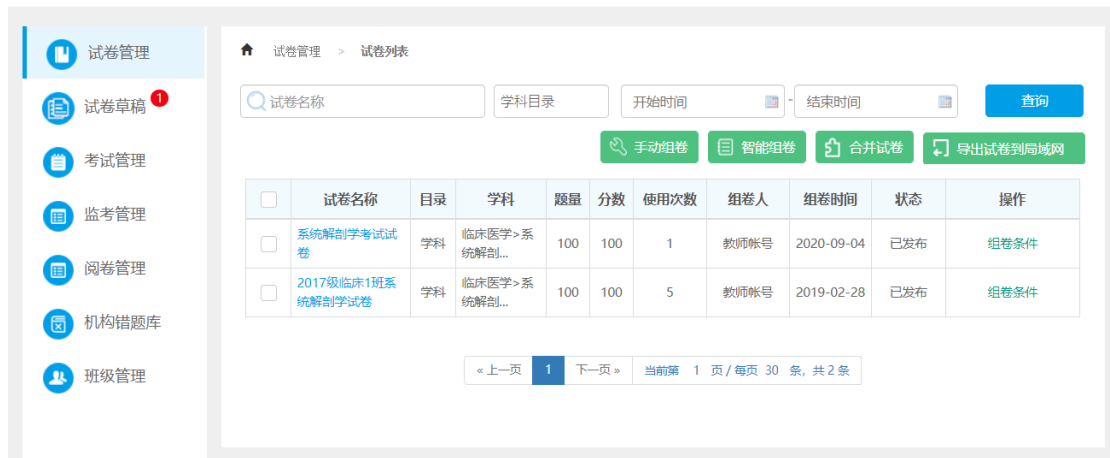 试卷管理
试卷草稿 1
考试管理
监考管理
阅卷管理
机构错题库
班级管理
试卷管理 > 试卷列表
试卷名称 学科目录 开始时间 - 结束时间 查询
手动组卷 智能组卷 合并试卷 导出试卷到局域网
试卷名称 目录 学科 题量 分数 使用次数 组卷人 组卷时间 状态 操作
系统解剖学考试试卷 学科 临床医学>系统解剖... 100 100 1 教师帐号 2020-09-04 已发布 组卷条件
2017级临床1班系统解剖学试卷 学科 临床医学>系统解剖... 100 100 5 教师帐号 2019-02-28 已发布 组卷条件
« 上一页 1 下一页 » 当前第 1 页 / 每页 30 条, 共 2 条